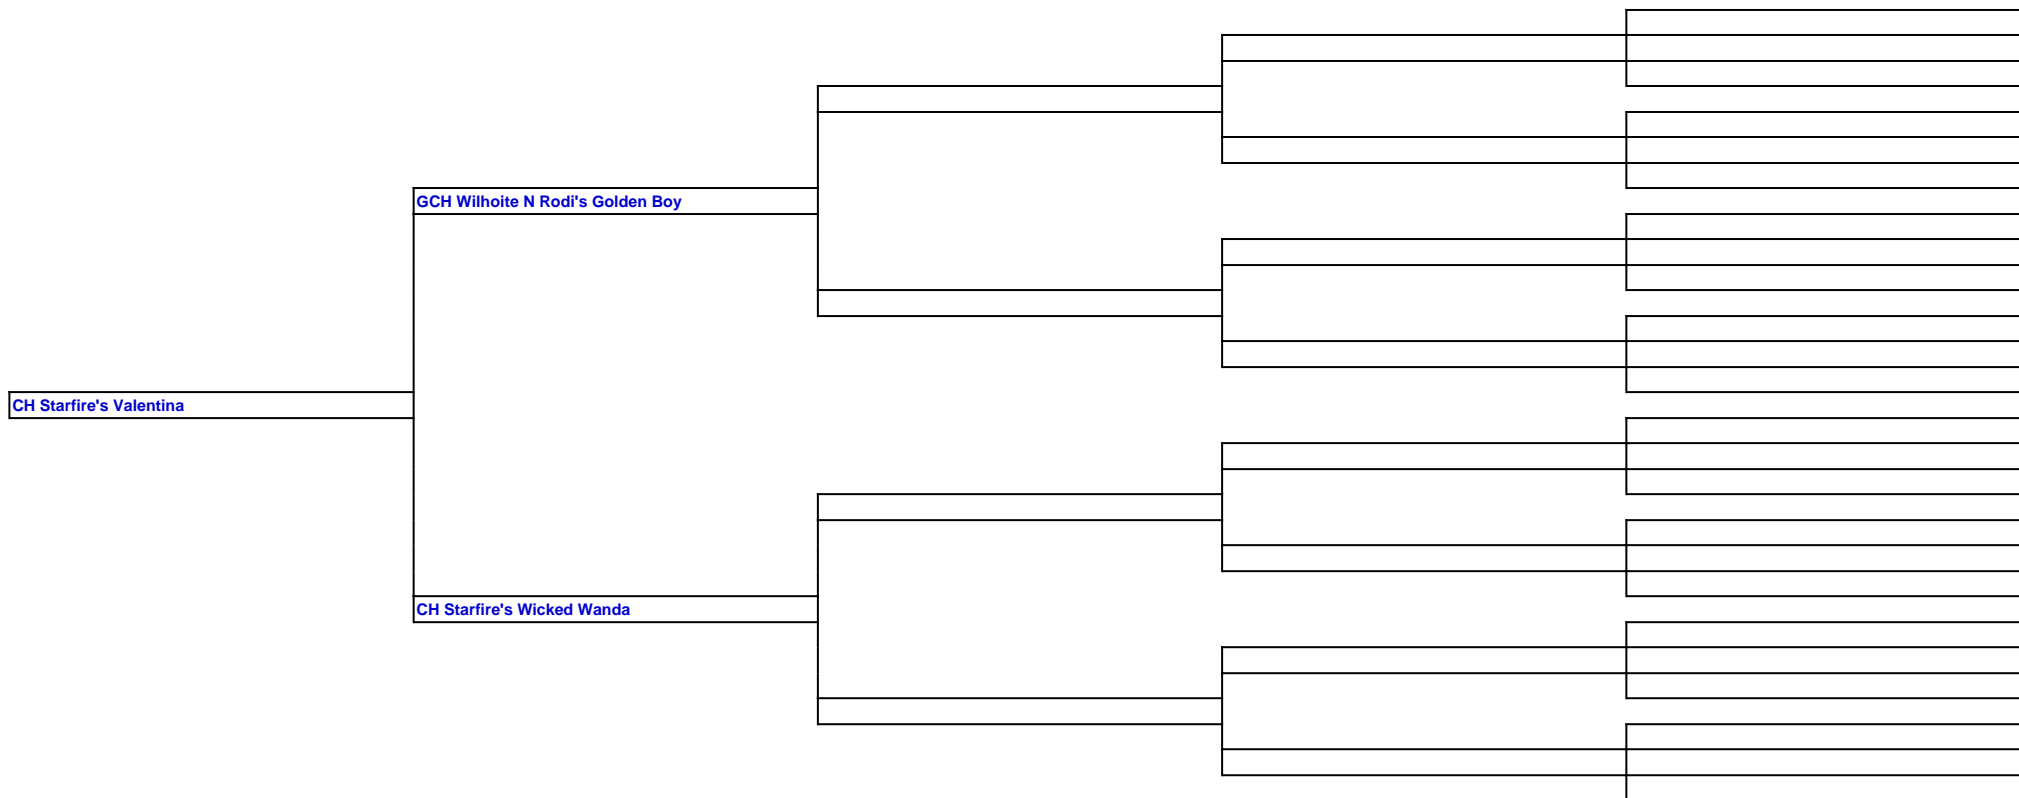 GCH Wilhoite N Rodi's Golden Boy
CH Starfire's Valentina
CH Starfire's Wicked Wanda